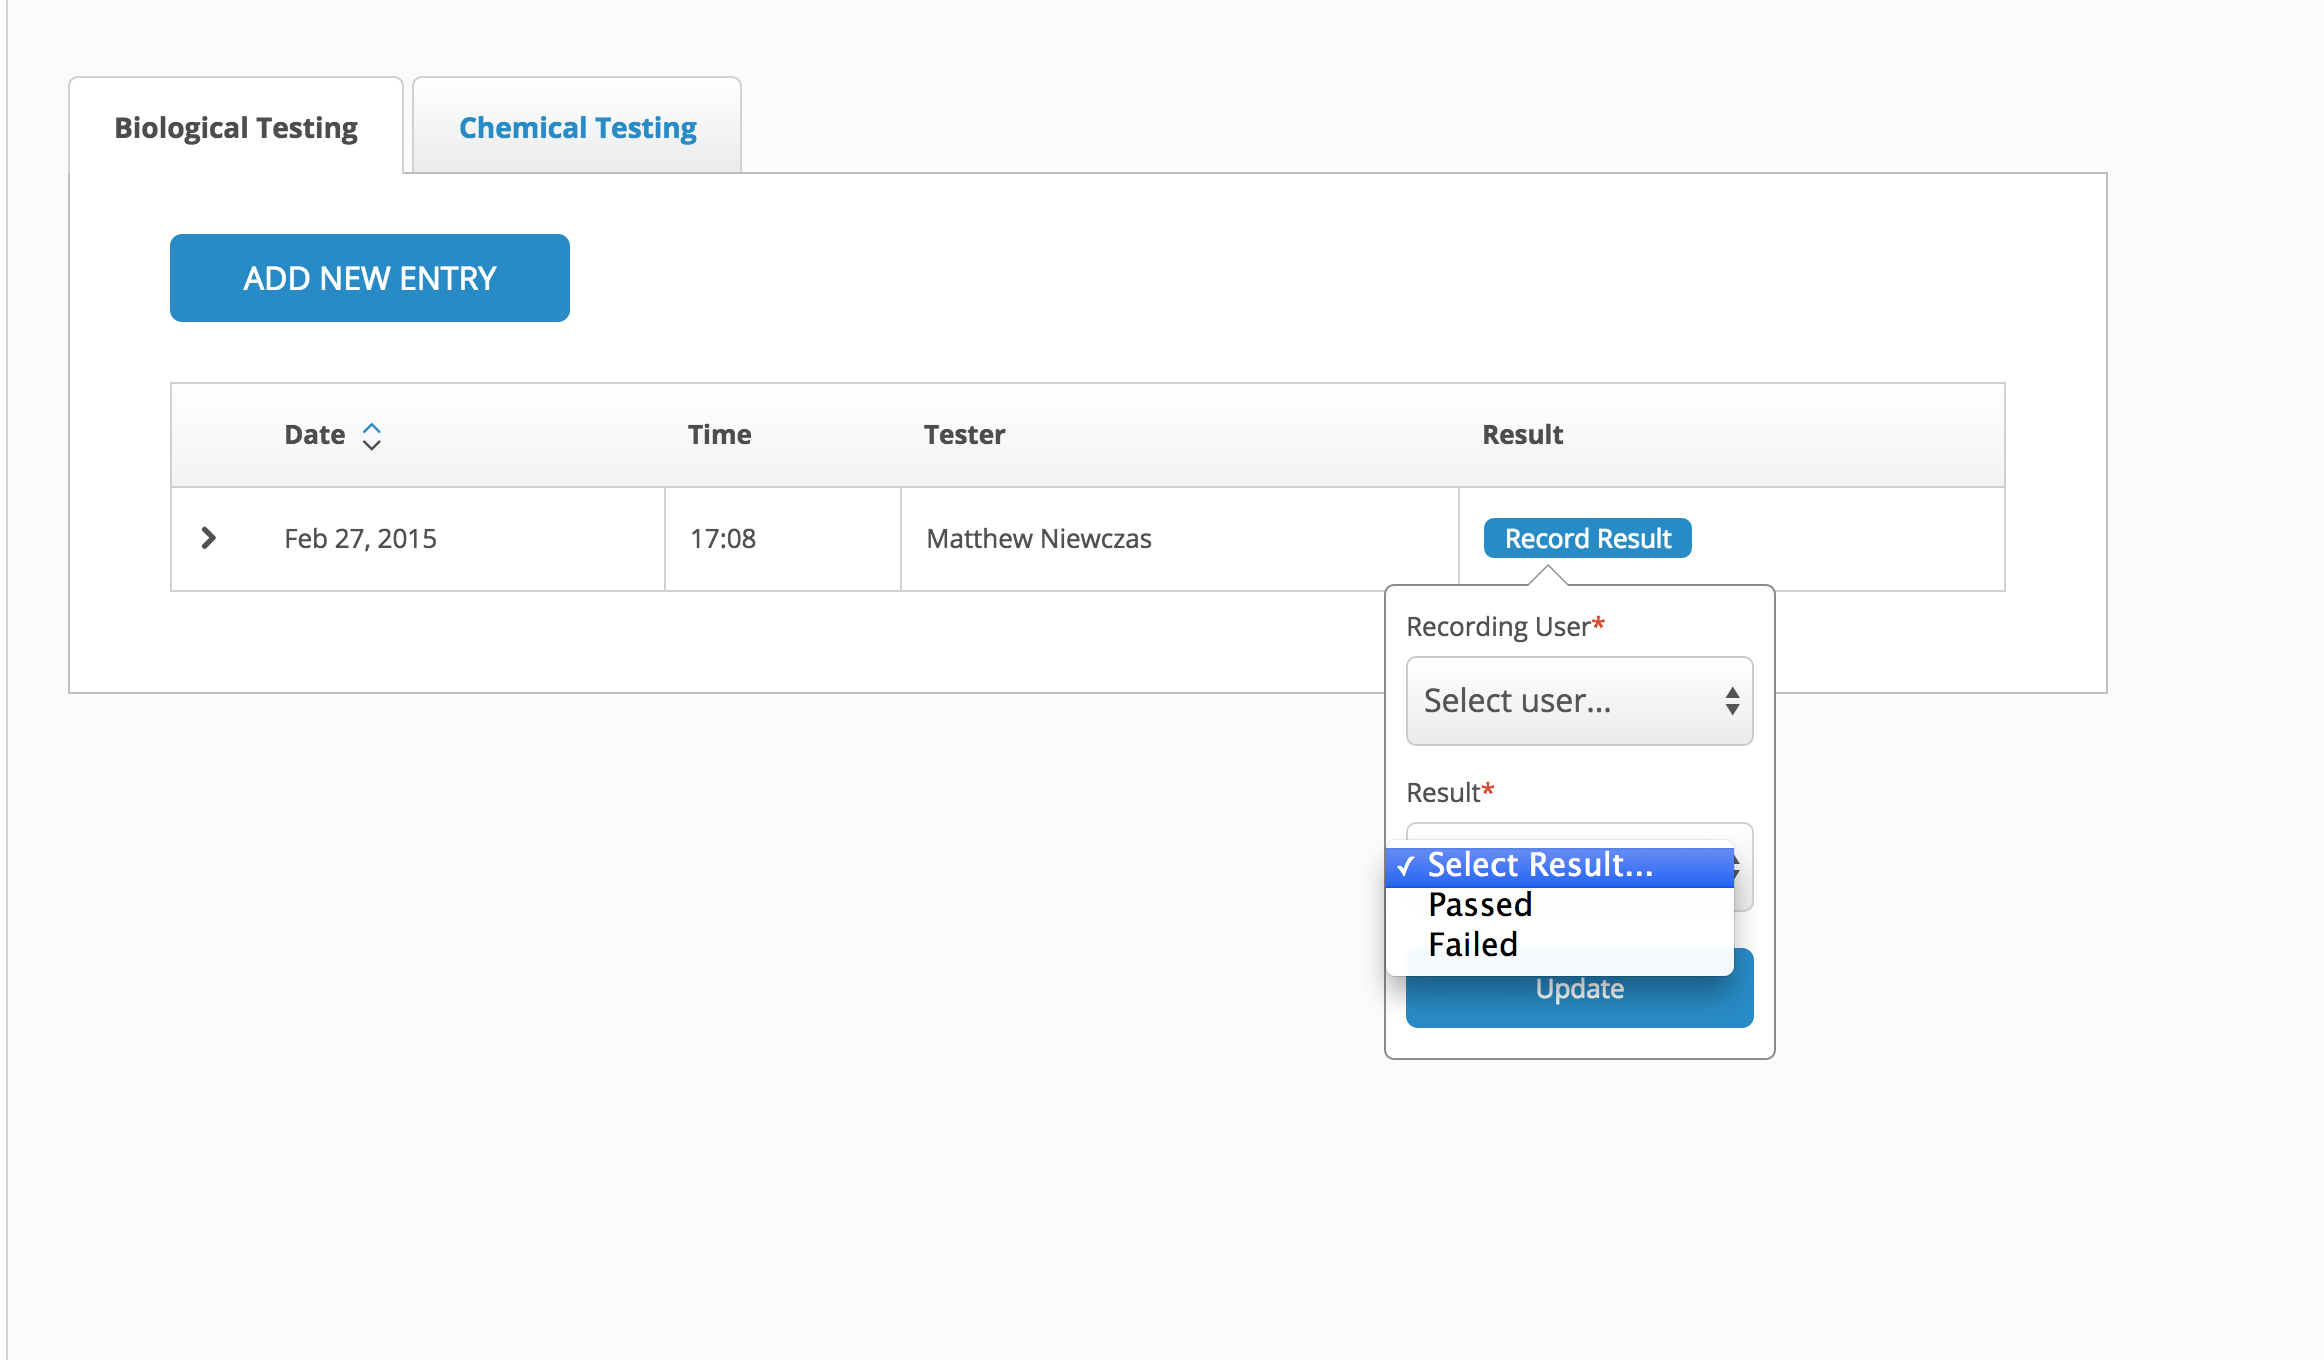 Biological Testing
Chemical Testing
ADD NEW ENTRY
Date Time Tester Result
Feb 27, 2015 17:08 Matthew Niewczas Record Result
Recording User*
Select user...
Result*
✓ Select Result...
Passed
Failed
Update